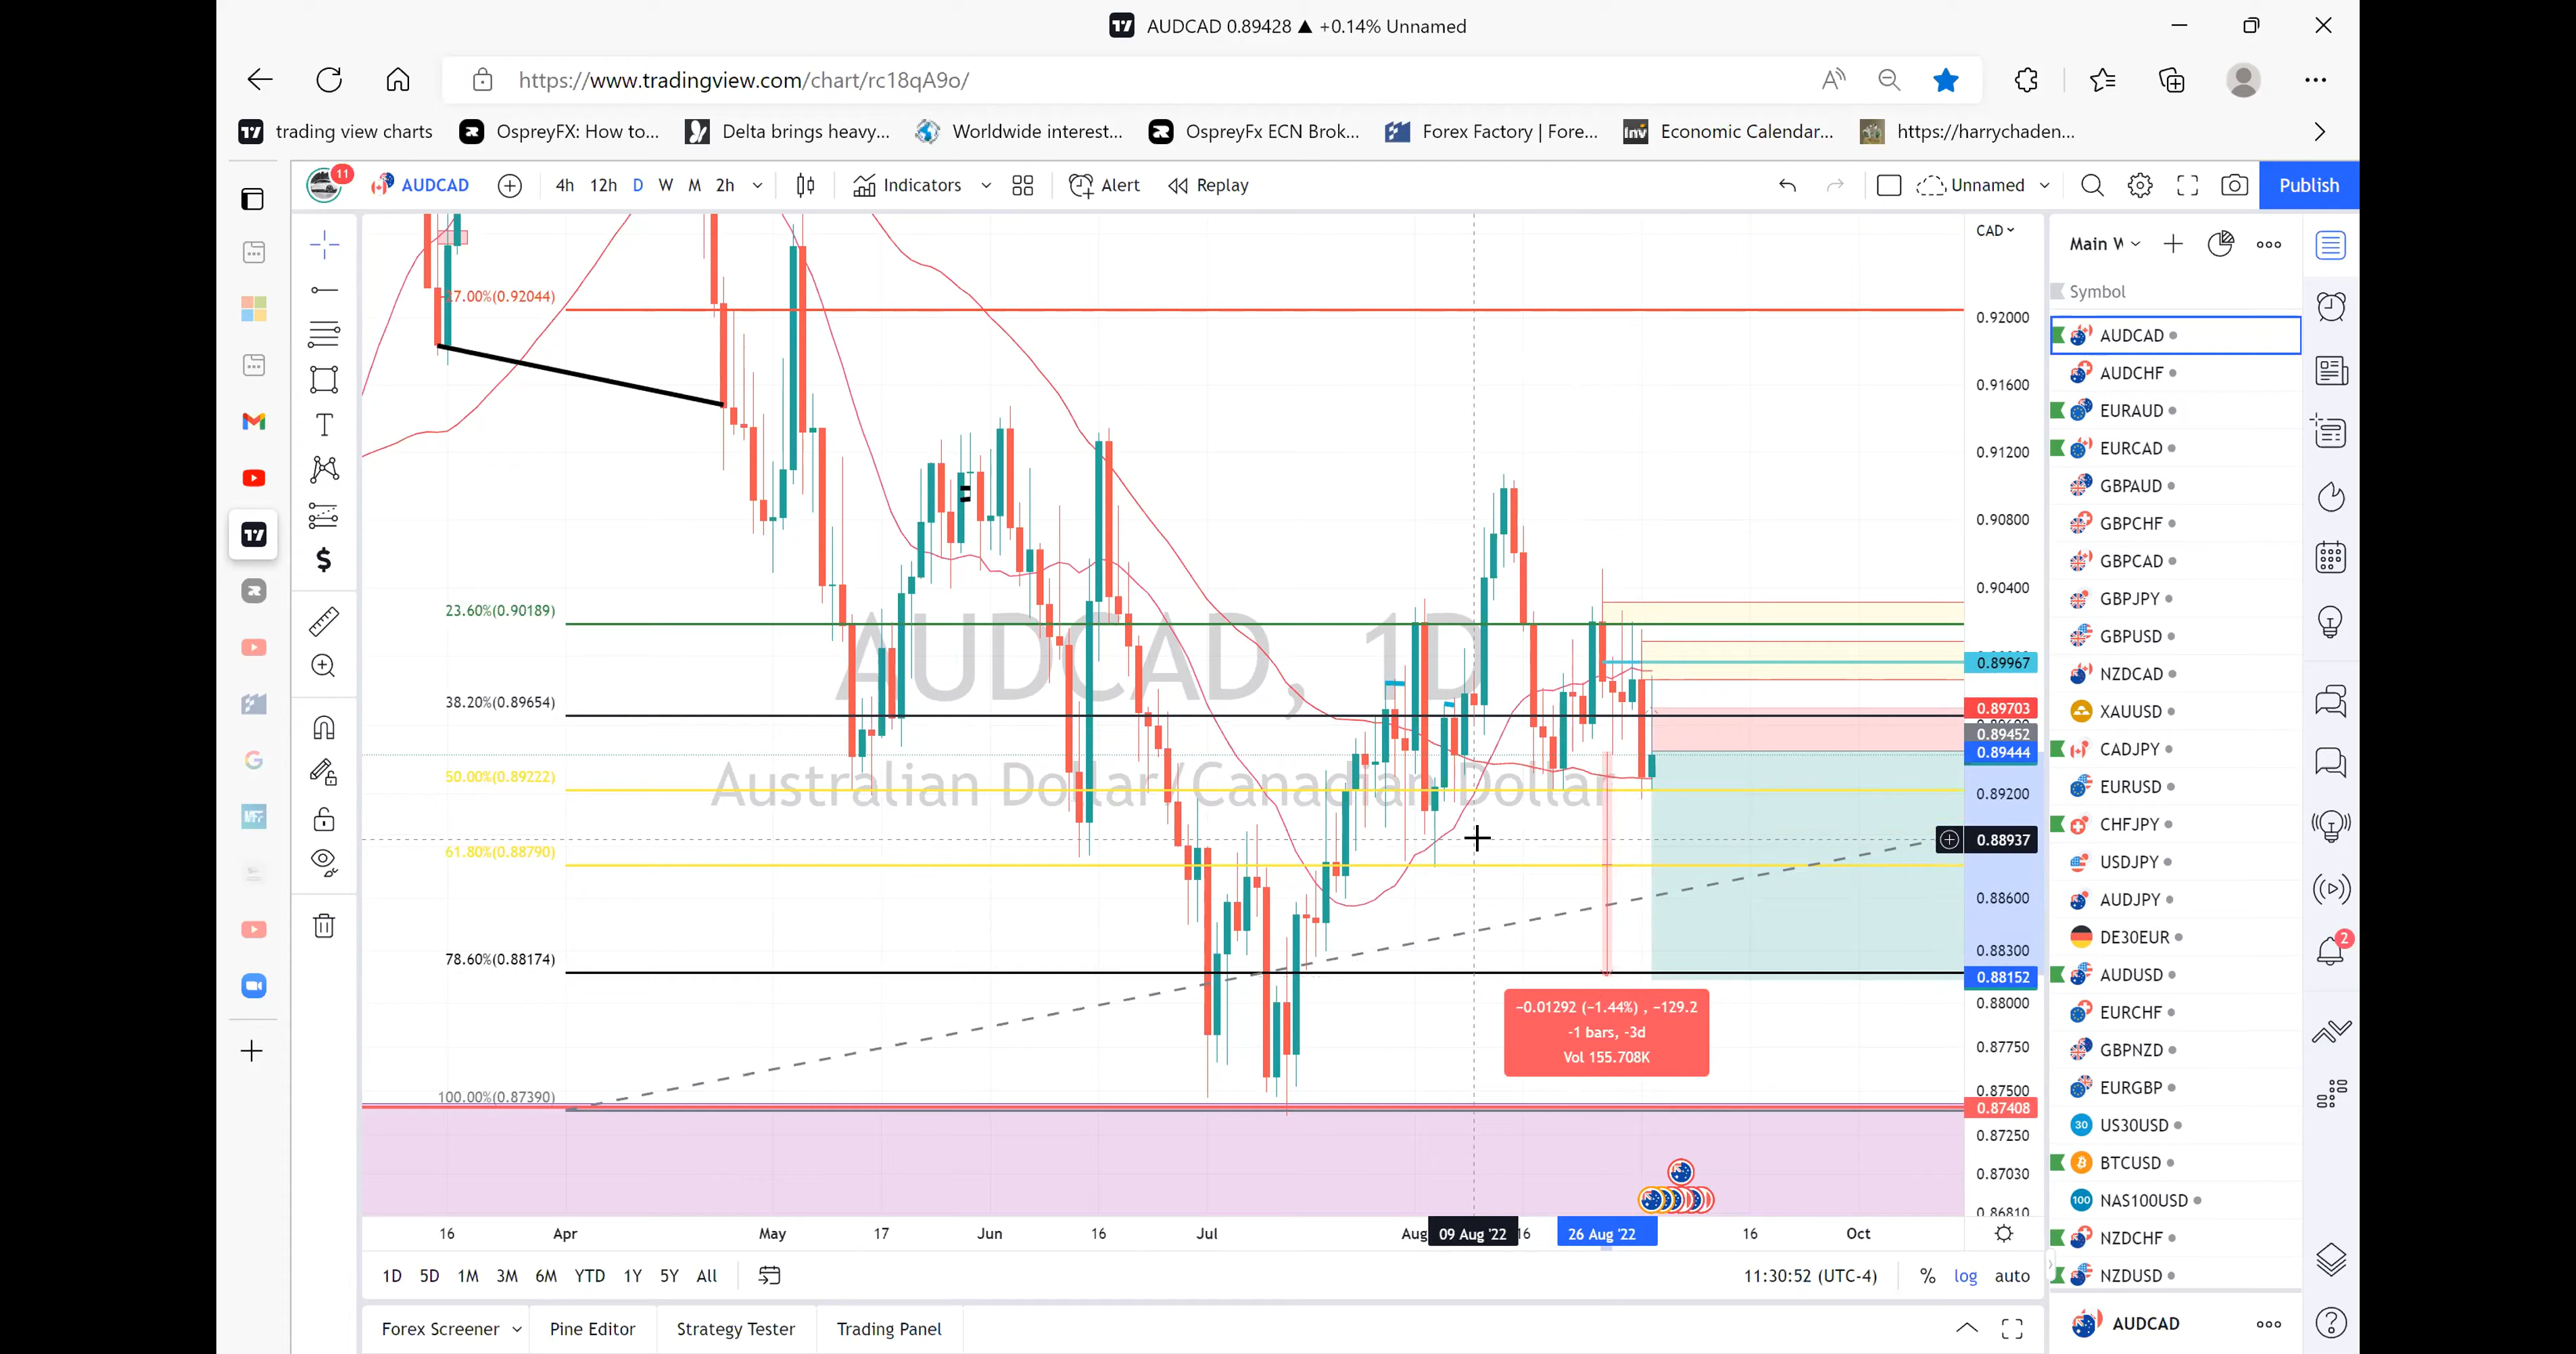 AUDCAD 0.89428 ▲ +0.14% Unnamed
https://www.tradingview.com/chart/rc18qA9o/
trading view charts
OspreyFX: How to...
Delta brings heavy...
Worldwide interest...
OspreyFx ECN Brok...
Forex Factory | Fore...
Economic Calendar...
https://harrychaden...
11
AUDCAD
4h 12h D W M 2h
Indicators
Alert
Replay
Unnamed
Publish
CAD
17.00%(0.92044)
23.60%(0.90189)
38.20%(0.89654)
50.00%(0.89222)
61.80%(0.88790)
78.60%(0.88174)
100.00%(0.87390)
AUDCAD, 1D
Australian Dollar/Canadian Dollar
−0.01292 (−1.44%) , −129.2
-1 bars, -3d
Vol 155.708K
0.92000
0.91600
0.91200
0.90800
0.90400
0.89967
0.89703
0.89452
0.89444
0.89200
0.88937
0.88600
0.88300
0.88152
0.88000
0.87750
0.87500
0.87408
0.87250
0.87030
0.86810
16 Apr May 17 Jun 16 Jul Aug 09 Aug '22 16 26 Aug '22 16 Oct
1D 5D 1M 3M 6M YTD 1Y 5Y All
11:30:52 (UTC-4) % log auto
Forex Screener
Pine Editor
Strategy Tester
Trading Panel
Main W
Symbol
AUDCAD
AUDCHF
EURAUD
EURCAD
GBPAUD
GBPCHF
GBPCAD
GBPJPY
GBPUSD
NZDCAD
XAUUSD
CADJPY
EURUSD
CHFJPY
USDJPY
AUDJPY
DE30EUR
AUDUSD
EURCHF
GBPNZD
EURGBP
30 US30USD
BTCUSD
100 NAS100USD
NZDCHF
NZDUSD
AUDCAD
2